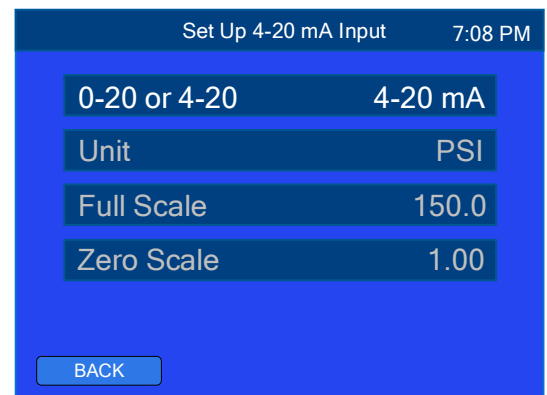 Set Up 4-20 mA Input 7:08 PM
0-20 or 4-20 4-20 mA
Unit PSI
Full Scale 150.0
Zero Scale 1.00
BACK